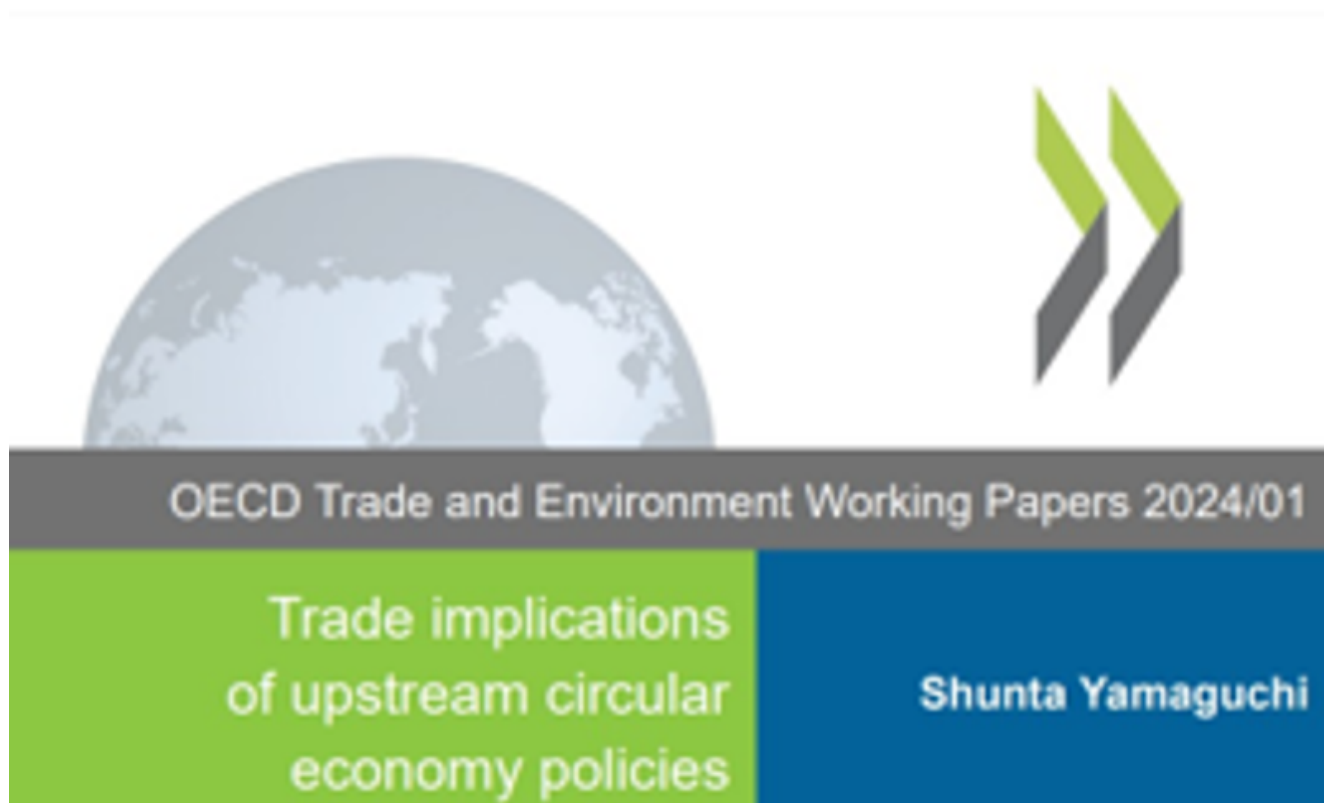 OECD Trade and Environment Working Papers 2024/01
Trade implications
of upstream circular
economy policies
Shunta Yamaguchi